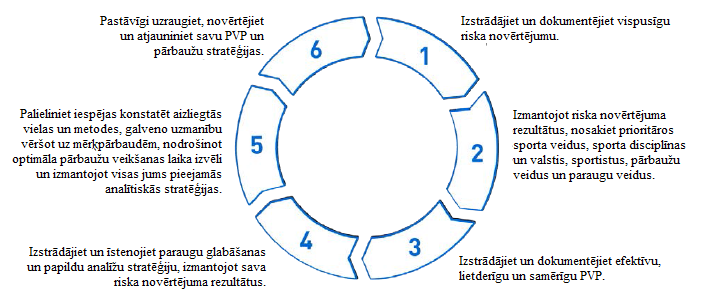 1
Izstrādājiet un dokumentējiet vispusīgu
riska novērtējumu.
2
Izmantojot riska novērtējuma
rezultātus, nosakiet prioritāros
sporta veidus, sporta disciplīnas
un valstis, sportistus, pārbaužu
veidus un paraugu veidus.
3
Izstrādājiet un dokumentējiet efektīvu,
lietderīgu un samērīgu PVP.
4
Izstrādājiet un īstenojiet paraugu glabāšanas
un papildu analīžu stratēģiju, izmantojot sava
riska novērtējuma rezultātus.
5
Palieliniet iespējas konstatēt aizliegtās
vielas un metodes, galveno uzmanību
vēršot uz mērķpārbaudēm, nodrošinot
optimāla pārbaužu veikšanas laika izvēli
un izmantojot visas jums pieejamās
analītiskās stratēģijas.
6
Pastāvīgi uzraugiet, novērtējiet
un atjauniniet savu PVP un
pārbaužu stratēģijas.